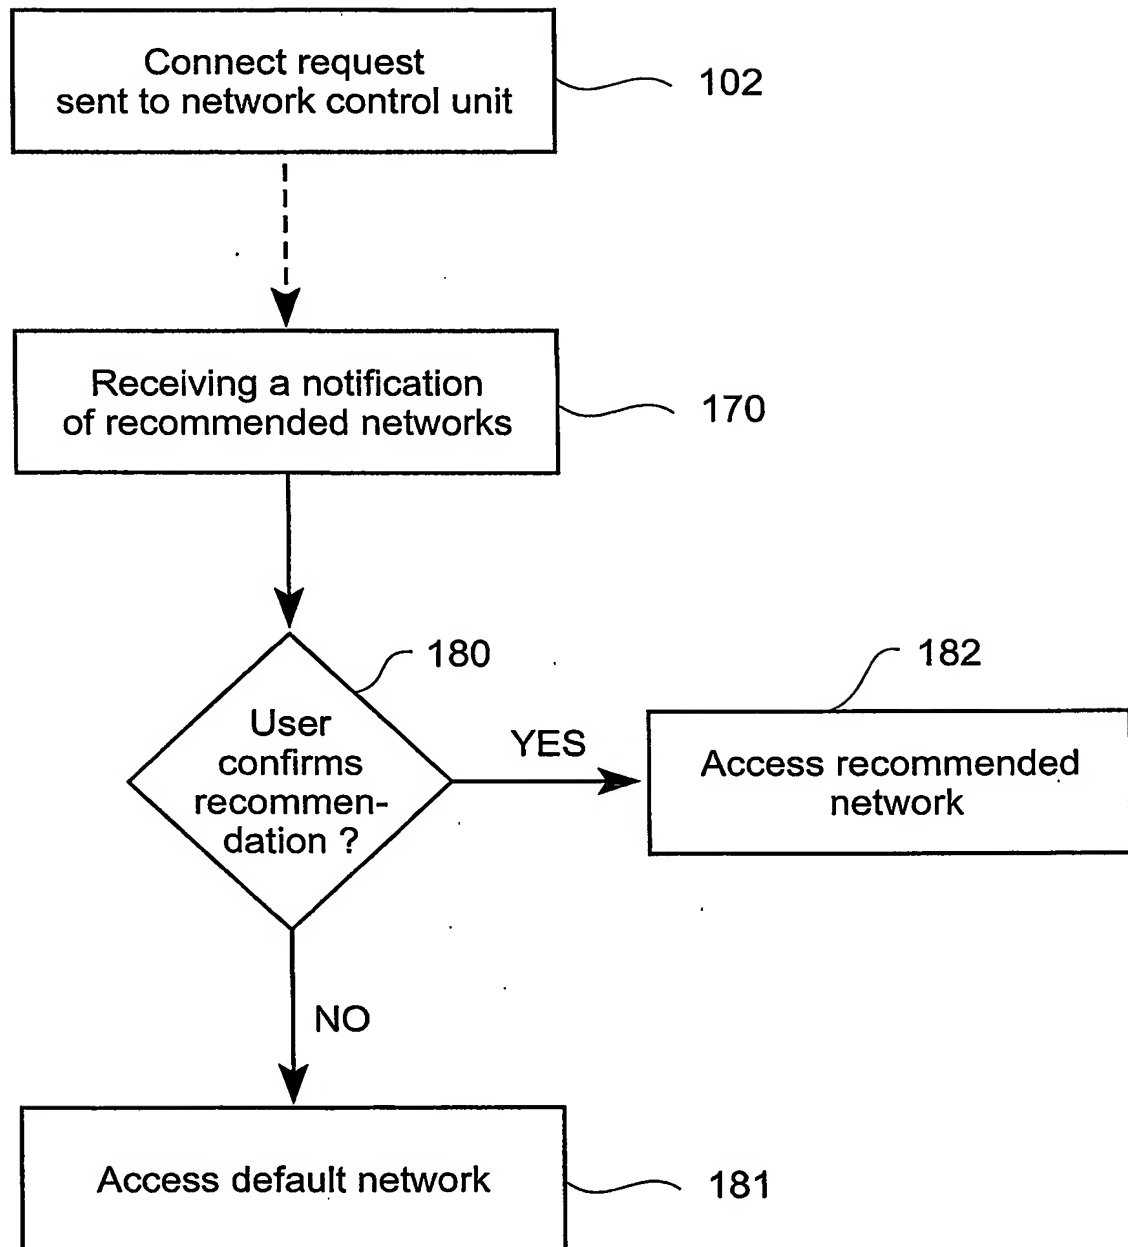 Connect request
sent to network control unit
102
Receiving a notification
of recommended networks
170
180
User
confirms
recommen-
dation ?
YES
182
Access recommended
network
NO
Access default network
181